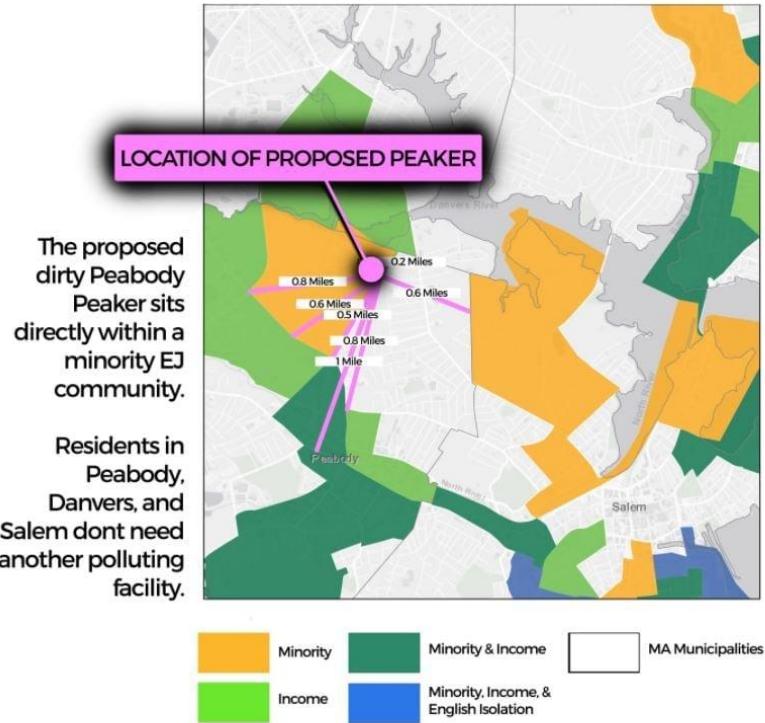 LOCATION OF PROPOSED PEAKER
Danvers River
The proposed
dirty Peabody
Peaker sits
directly within a
minority EJ
community.
Residents in
Peabody,
Danvers, and
Salem dont need
another polluting
facility.
0.2 Miles
0.8 Miles
0.6 Miles
0.6 Miles
0.5 Miles
0.8 Miles
1 Mile
Peabody
North River
North River
Salem
Minority
Minority & Income
MA Municipalities
Income
Minority, Income, &
English Isolation